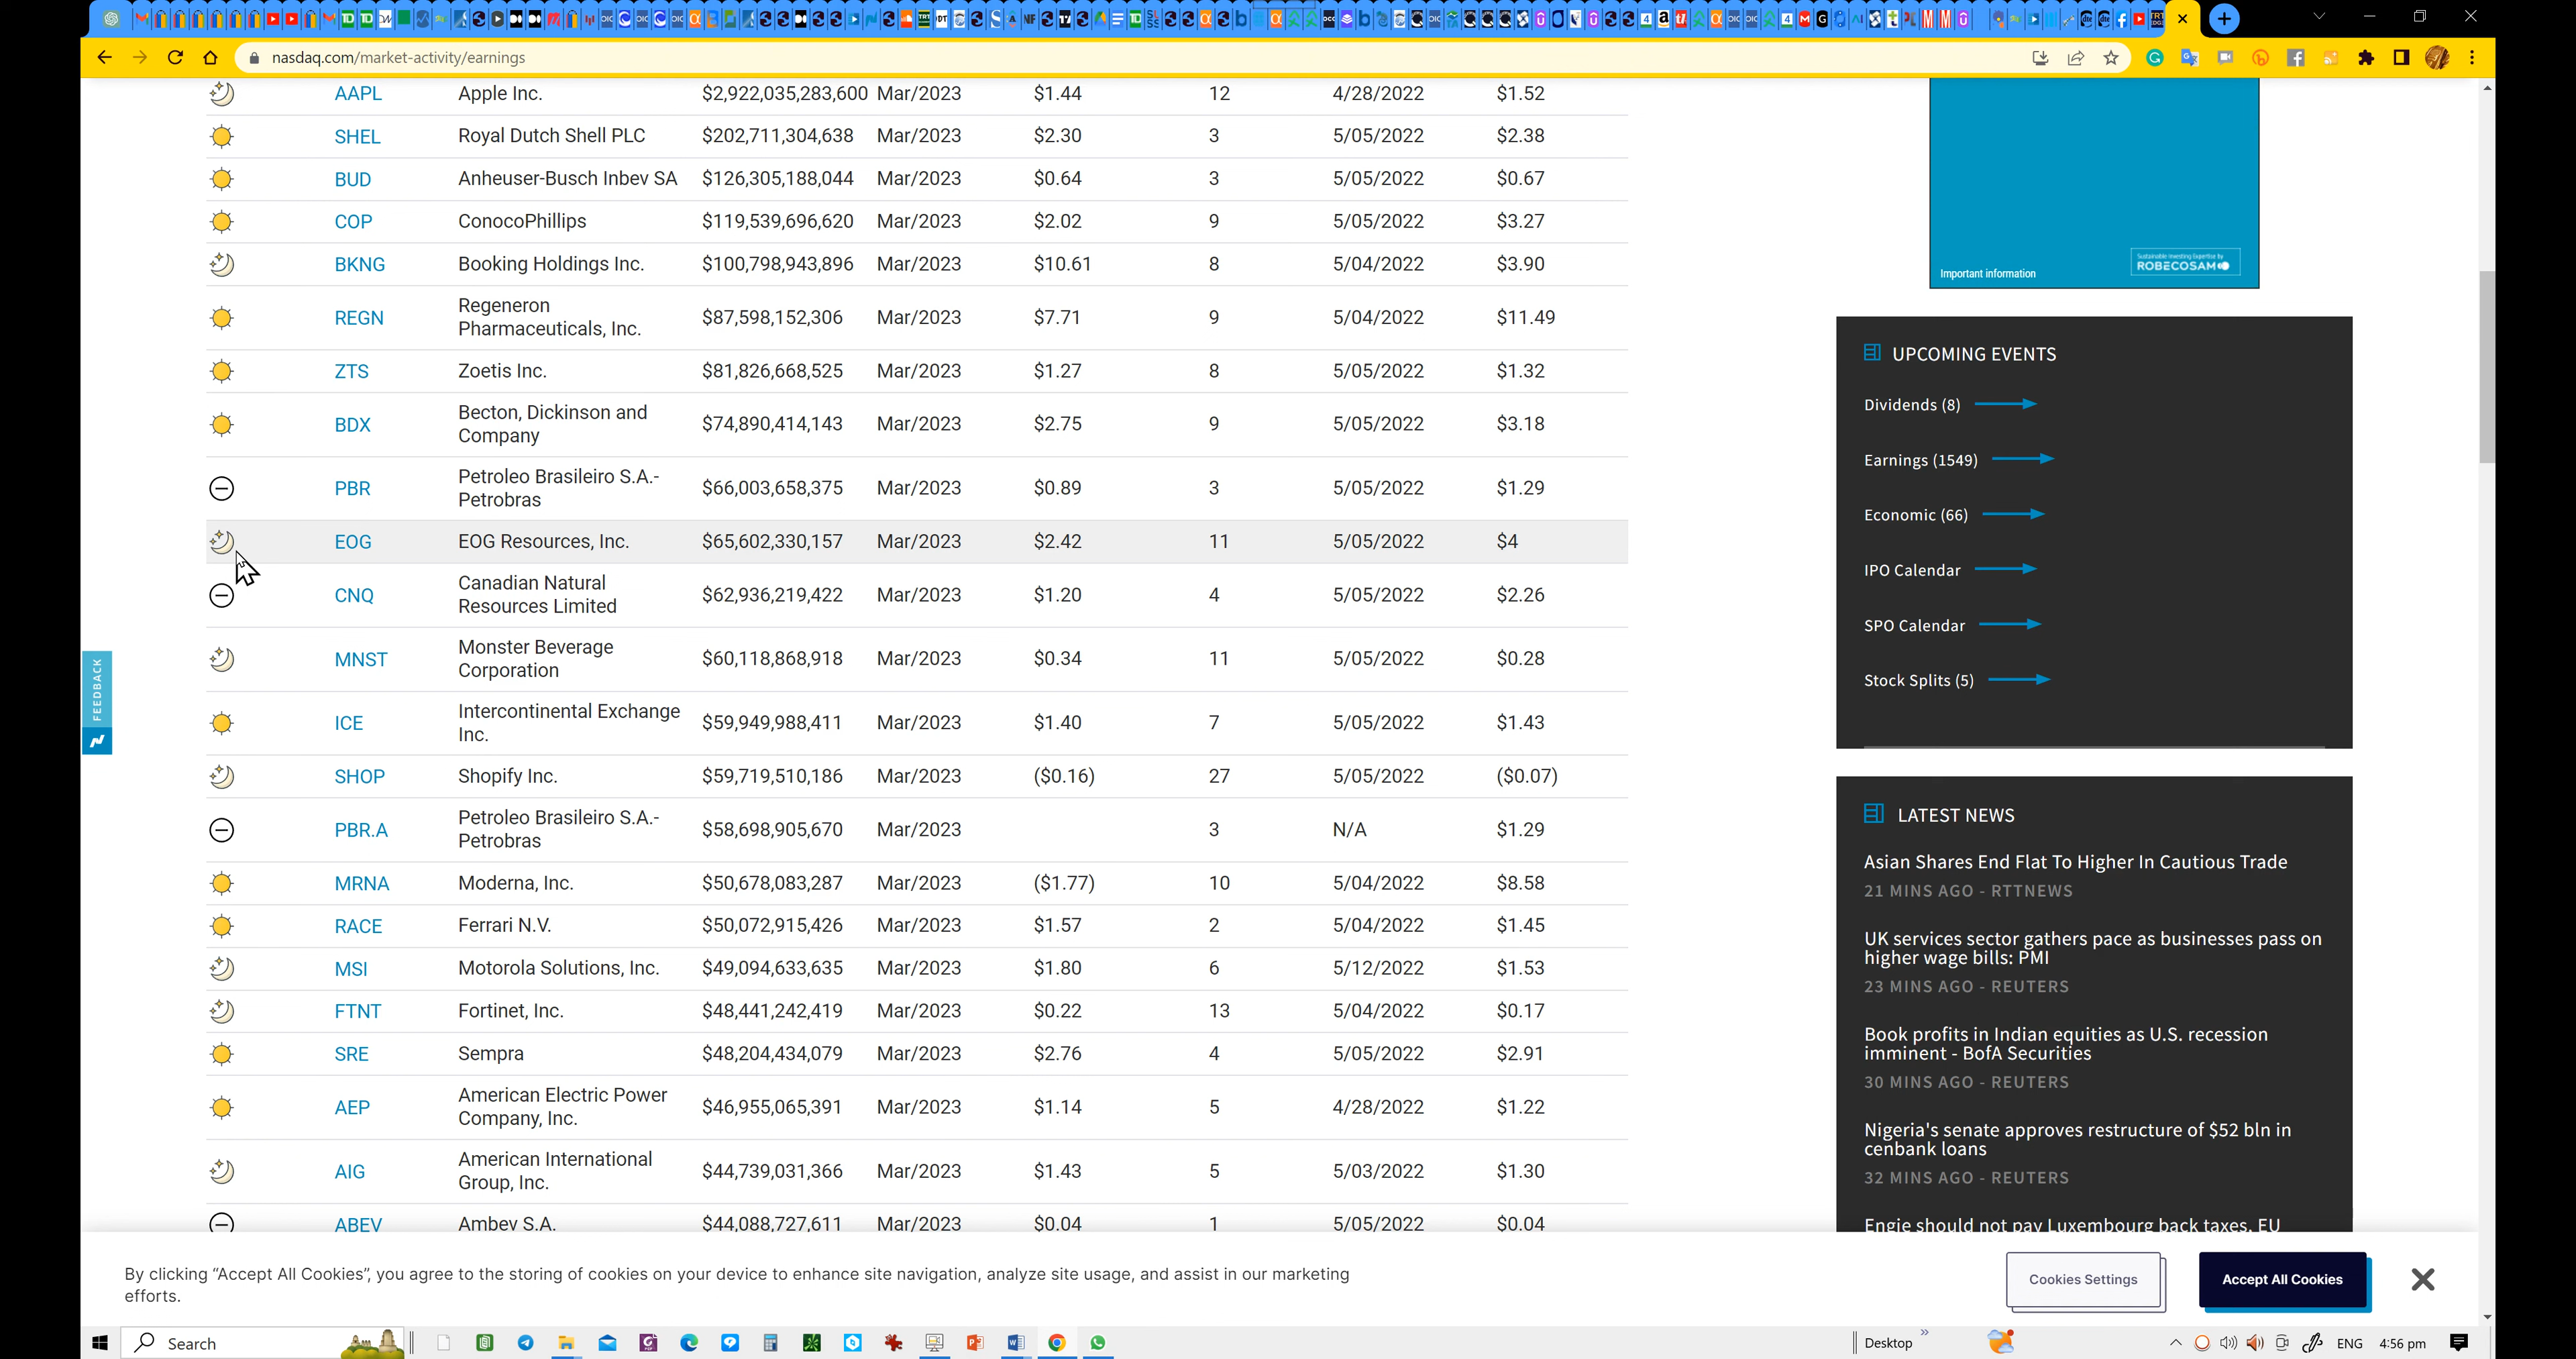 nasdaq.com/market-activity/earnings
AAPL Apple Inc. $2,922,035,283,600 Mar/2023 $1.44 12 4/28/2022 $1.52
SHEL Royal Dutch Shell PLC $202,711,304,638 Mar/2023 $2.30 3 5/05/2022 $2.38
BUD Anheuser-Busch Inbev SA $126,305,188,044 Mar/2023 $0.64 3 5/05/2022 $0.67
COP ConocoPhillips $119,539,696,620 Mar/2023 $2.02 9 5/05/2022 $3.27
BKNG Booking Holdings Inc. $100,798,943,896 Mar/2023 $10.61 8 5/04/2022 $3.90
Regeneron
REGN Pharmaceuticals, Inc. $87,598,152,306 Mar/2023 $7.71 9 5/04/2022 $11.49
ZTS Zoetis Inc. $81,826,668,525 Mar/2023 $1.27 8 5/05/2022 $1.32
Becton, Dickinson and
BDX Company $74,890,414,143 Mar/2023 $2.75 9 5/05/2022 $3.18
Petroleo Brasileiro S.A.-
PBR Petrobras $66,003,658,375 Mar/2023 $0.89 3 5/05/2022 $1.29
EOG EOG Resources, Inc. $65,602,330,157 Mar/2023 $2.42 11 5/05/2022 $4
Canadian Natural
CNQ Resources Limited $62,936,219,422 Mar/2023 $1.20 4 5/05/2022 $2.26
Monster Beverage
MNST Corporation $60,118,868,918 Mar/2023 $0.34 11 5/05/2022 $0.28
Intercontinental Exchange
ICE Inc. $59,949,988,411 Mar/2023 $1.40 7 5/05/2022 $1.43
SHOP Shopify Inc. $59,719,510,186 Mar/2023 ($0.16) 27 5/05/2022 ($0.07)
Petroleo Brasileiro S.A.-
PBR.A Petrobras $58,698,905,670 Mar/2023 3 N/A $1.29
MRNA Moderna, Inc. $50,678,083,287 Mar/2023 ($1.77) 10 5/04/2022 $8.58
RACE Ferrari N.V. $50,072,915,426 Mar/2023 $1.57 2 5/04/2022 $1.45
MSI Motorola Solutions, Inc. $49,094,633,635 Mar/2023 $1.80 6 5/12/2022 $1.53
FTNT Fortinet, Inc. $48,441,242,419 Mar/2023 $0.22 13 5/04/2022 $0.17
SRE Sempra $48,204,434,079 Mar/2023 $2.76 4 5/05/2022 $2.91
American Electric Power
AEP Company, Inc. $46,955,065,391 Mar/2023 $1.14 5 4/28/2022 $1.22
American International
AIG Group, Inc. $44,739,031,366 Mar/2023 $1.43 5 5/03/2022 $1.30
ABEV Ambev S.A. $44,088,727,611 Mar/2023 $0.04 1 5/05/2022 $0.04
FEEDBACK
Important information
Sustainable Investing Expertise by
ROBECOSAM
UPCOMING EVENTS
Dividends (8)
Earnings (1549)
Economic (66)
IPO Calendar
SPO Calendar
Stock Splits (5)
LATEST NEWS
Asian Shares End Flat To Higher In Cautious Trade
21 MINS AGO - RTTNEWS
UK services sector gathers pace as businesses pass on
higher wage bills: PMI
23 MINS AGO - REUTERS
Book profits in Indian equities as U.S. recession
imminent - BofA Securities
30 MINS AGO - REUTERS
Nigeria's senate approves restructure of $52 bln in
cenbank loans
32 MINS AGO - REUTERS
Engie should not pay Luxembourg back taxes, EU
By clicking “Accept All Cookies”, you agree to the storing of cookies on your device to enhance site navigation, analyze site usage, and assist in our marketing
efforts.
Cookies Settings
Accept All Cookies
Search
Desktop
ENG
4:56 pm